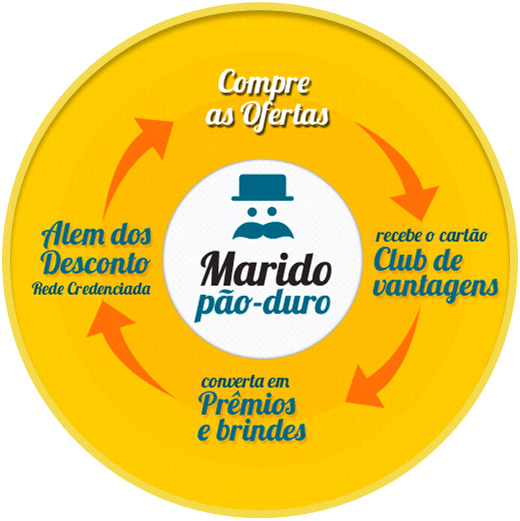 Compre
as Ofertas
recebe o cartão
Club de
vantagens
converta em
Prêmios
e brindes
Alem dos
Desconto
Rede Credenciada
Marido
pão-duro